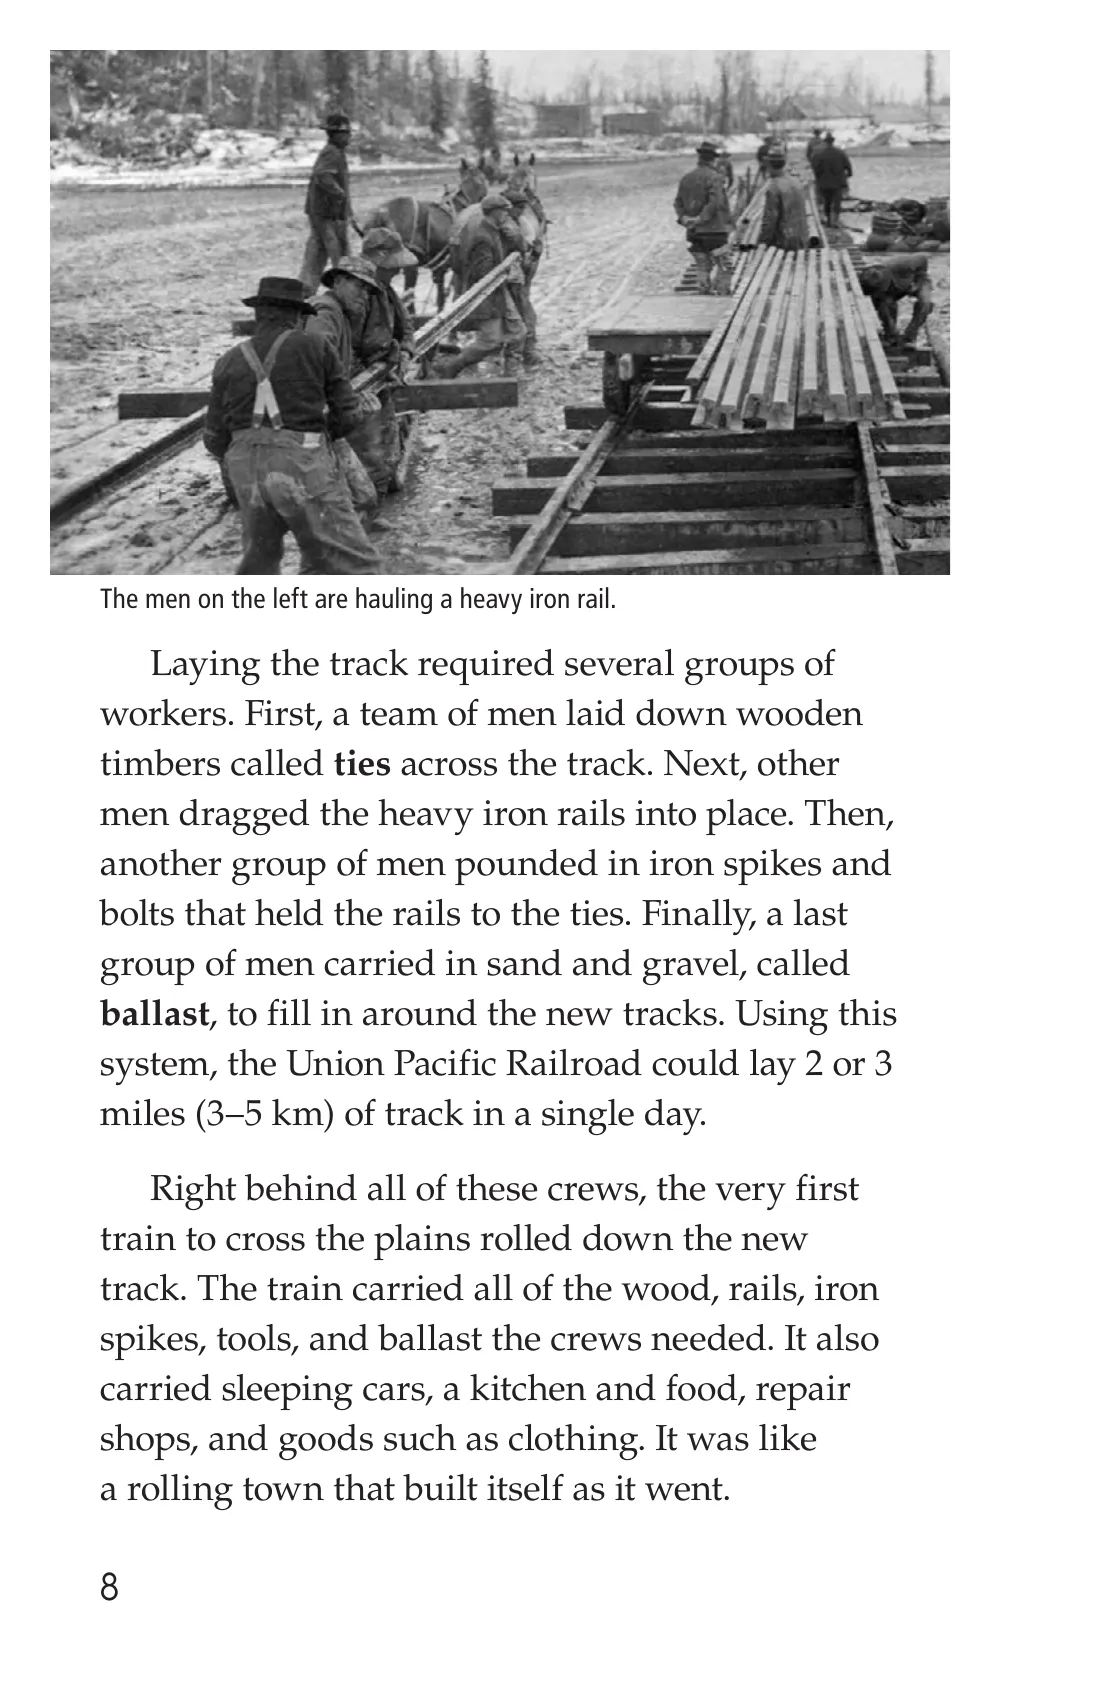 The men on the left are hauling a heavy iron rail.
Laying the track required several groups of
workers. First, a team of men laid down wooden
timbers called ties across the track. Next, other
men dragged the heavy iron rails into place. Then,
another group of men pounded in iron spikes and
bolts that held the rails to the ties. Finally, a last
group of men carried in sand and gravel, called
ballast, to fill in around the new tracks. Using this
system, the Union Pacific Railroad could lay 2 or 3
miles (3–5 km) of track in a single day.
Right behind all of these crews, the very first
train to cross the plains rolled down the new
track. The train carried all of the wood, rails, iron
spikes, tools, and ballast the crews needed. It also
carried sleeping cars, a kitchen and food, repair
shops, and goods such as clothing. It was like
a rolling town that built itself as it went.
8